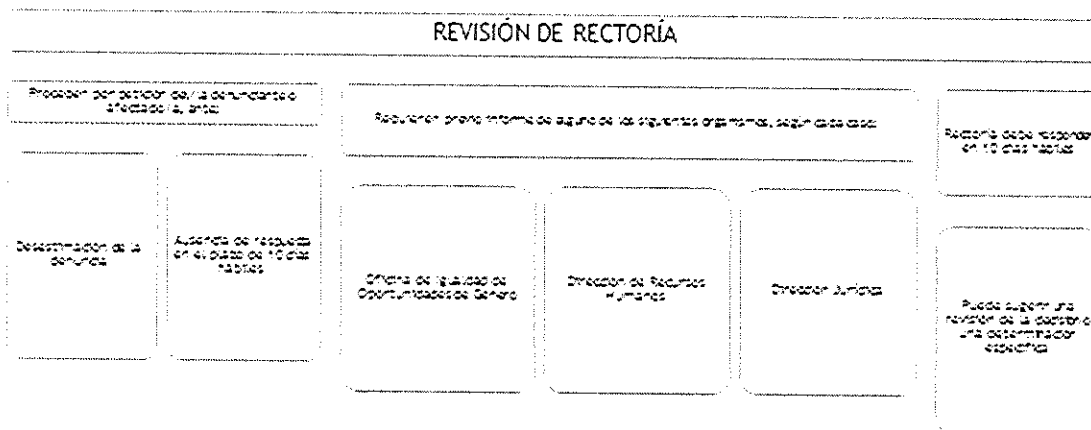 REVISIÓN DE RECTORÍA
Proceden por petición de/la denunciante o
afectado/a, ante:
Requieren previo informe de alguno de los siguientes organismos, según cada caso:
Rectoría debe responder
en 10 días hábiles
Desestimación de la
denuncia
Ausencia de respuesta
en el plazo de 10 días
hábiles
Oficina de Igualdad de
Oportunidades de Género
Dirección de Recursos
Humanos
Dirección Jurídica
Puede sugerir una
revisión de la
una determinación
específica